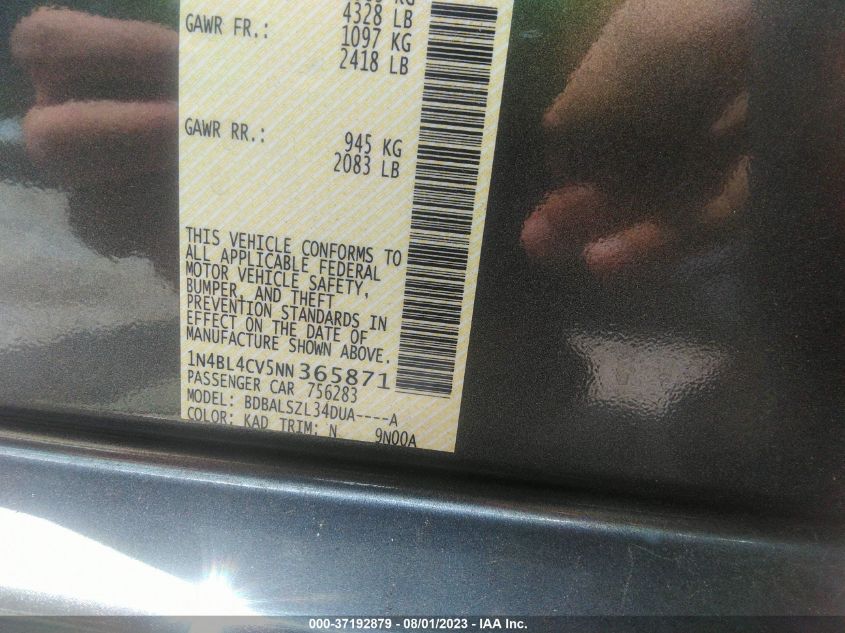 4328 LB
GAWR FR.: 1097 KG
2418 LB
GAWR RR.: 945 KG
2083 LB
THIS VEHICLE CONFORMS TO
ALL APPLICABLE FEDERAL
MOTOR VEHICLE SAFETY,
BUMPER, AND THEFT
PREVENTION STANDARDS IN
EFFECT ON THE DATE OF
MANUFACTURE SHOWN ABOVE.
1N4BL4CV5NN365871
PASSENGER CAR 756283
MODEL: BDBALSZL34DUA----A
COLOR: KAD TRIM: N 9N00A
000-37192879 // 08/01/2023 - IAA Inc.